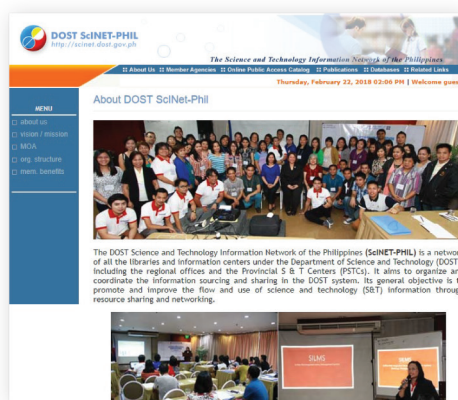 DOST SciNET-PHIL
http://scinet.dost.gov.ph
The Science and Technology Information Network of the Philippines
:: About Us :: Member Agencies :: Online Public Access Catalog :: Publications :: Databases :: Related Links
Thursday, February 22, 2018 02:06 PM | Welcome gues
MENU
about us
vision / mission
MOA
org. structure
mem. benefits
About DOST SciNet-Phil
The DOST Science and Technology Information Network of the Philippines (SciNET-PHIL) is a networ
of all the libraries and information centers under the Department of Science and Technology (DOST
including the regional offices and the Provincial S & T Centers (PSTCs). It aims to organize an
coordinate the information sourcing and sharing in the DOST system. Its general objective is t
promote and improve the flow and use of science and technology (S&T) information throug
resource sharing and networking.
SILMS